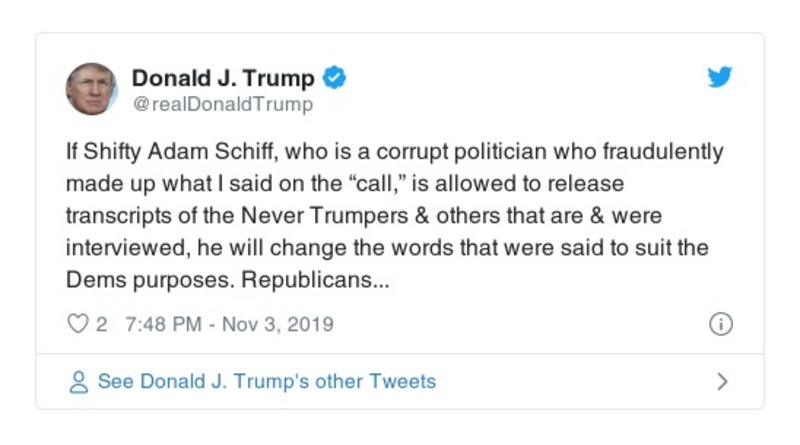 Donald J. Trump
@realDonaldTrump
If Shifty Adam Schiff, who is a corrupt politician who fraudulently
made up what I said on the “call,” is allowed to release
transcripts of the Never Trumpers & others that are & were
interviewed, he will change the words that were said to suit the
Dems purposes. Republicans...
2 7:48 PM - Nov 3, 2019
See Donald J. Trump's other Tweets